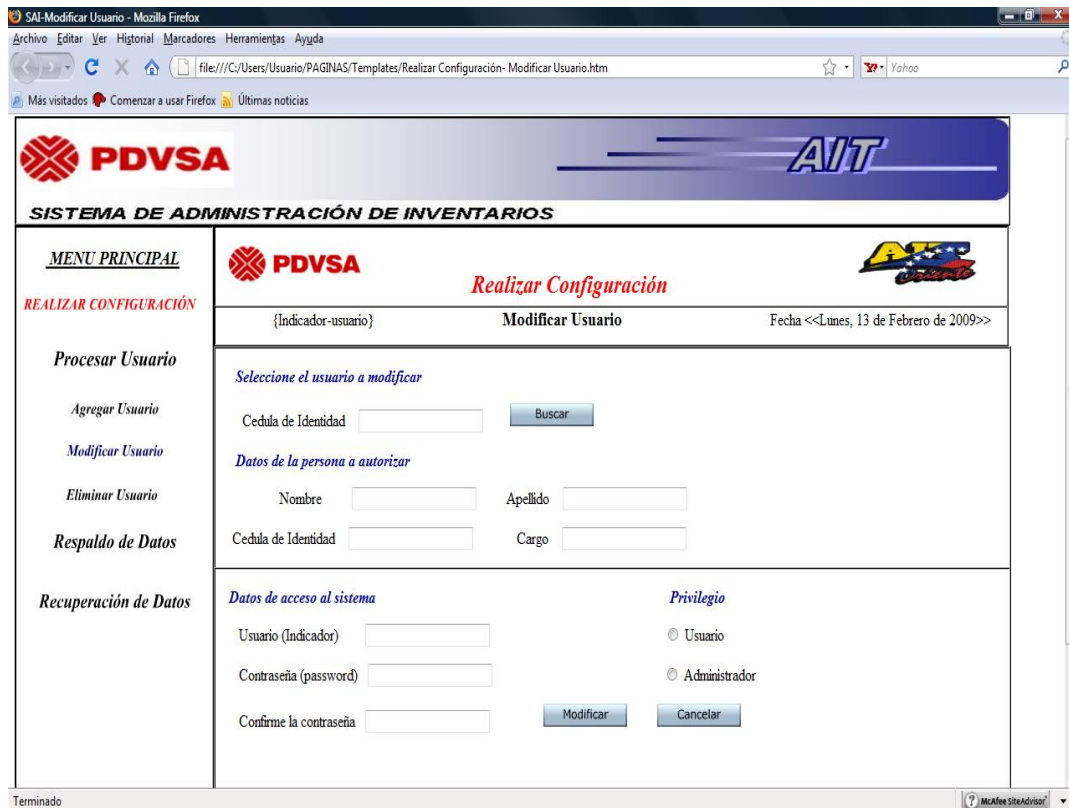 SAI-Modificar Usuario - Mozilla Firefox
Archivo Editar Ver Historial Marcadores Herramientas Ayuda
file:///C:/Users/Usuario/PAGINAS/Templates/Realizar Configuración- Modificar Usuario.htm
Yahoo
Más visitados Comenzar a usar Firefox Últimas noticias
PDVSA
AIT
SISTEMA DE ADMINISTRACIÓN DE INVENTARIOS
MENU PRINCIPAL
REALIZAR CONFIGURACIÓN
Procesar Usuario
Agregar Usuario
Modificar Usuario
Eliminar Usuario
Respaldo de Datos
Recuperación de Datos
PDVSA
Realizar Configuración
AIT
oriente
{Indicador-usuario}
Modificar Usuario
Fecha <<Lunes, 13 de Febrero de 2009>>
Seleccione el usuario a modificar
Cedula de Identidad
Buscar
Datos de la persona a autorizar
Nombre
Apellido
Cedula de Identidad
Cargo
Datos de acceso al sistema
Privilegio
Usuario (Indicador)
Usuario
Contraseña (password)
Administrador
Confirme la contraseña
Modificar
Cancelar
Terminado
McAfee SiteAdvisor